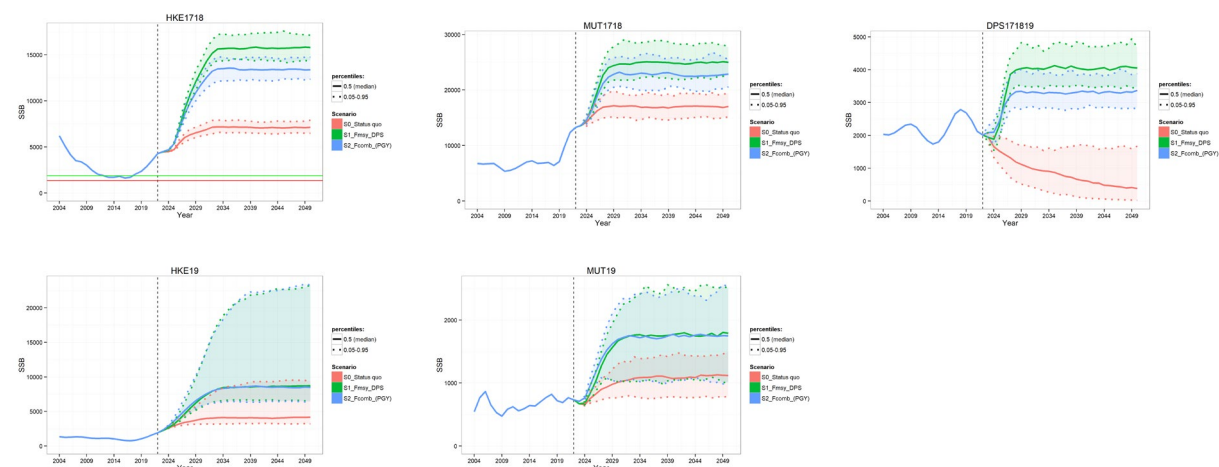 HKE1718
SSB
15000
10000
5000
0
2004 2009 2014 2019 2024 2029 2034 2039 2044 2049
Year
percentiles:
0.5 (median)
0.05-0.95
Scenario
S0_Status quo
S1_Fmsy_DPS
S2_Fcomb_(PGY)
MUT1718
SSB
30000
20000
10000
0
2004 2009 2014 2019 2024 2029 2034 2039 2044 2049
Year
percentiles:
0.5 (median)
0.05-0.95
Scenario
S0_Status quo
S1_Fmsy_DPS
S2_Fcomb_(PGY)
DPS171819
SSB
5000
4000
3000
2000
1000
0
2004 2009 2014 2019 2024 2029 2034 2039 2044 2049
Year
percentiles:
0.5 (median)
0.05-0.95
Scenario
S0_Status quo
S1_Fmsy_DPS
S2_Fcomb_(PGY)
HKE19
SSB
20000
15000
10000
5000
0
2004 2009 2014 2019 2024 2029 2034 2039 2044 2049
Year
percentiles:
0.5 (median)
0.05-0.95
Scenario
S0_Status quo
S1_Fmsy_DPS
S2_Fcomb_(PGY)
MUT19
SSB
2000
1000
0
2004 2009 2014 2019 2024 2029 2034 2039 2044 2049
Year
percentiles:
0.5 (median)
0.05-0.95
Scenario
S0_Status quo
S1_Fmsy_DPS
S2_Fcomb_(PGY)